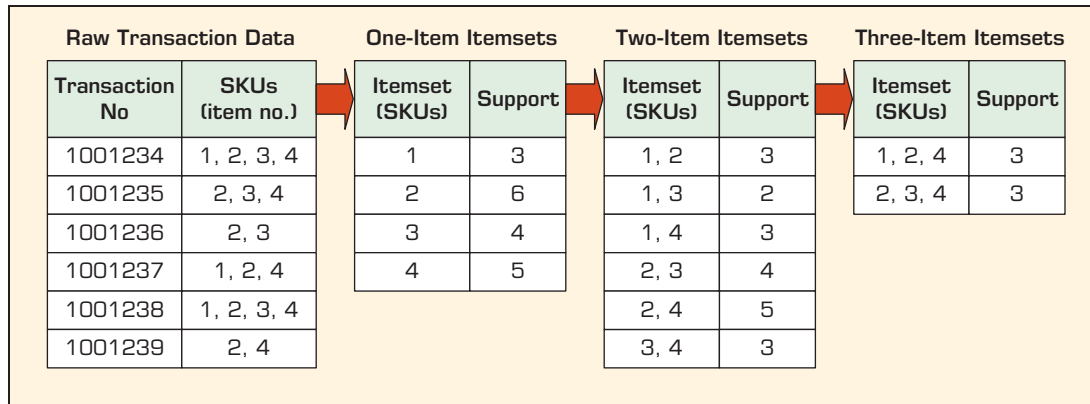 Raw Transaction Data
One-Item Itemsets
Two-Item Itemsets
Three-Item Itemsets
Transaction No
SKUs (item no.)
1001234
1, 2, 3, 4
1001235
2, 3, 4
1001236
2, 3
1001237
1, 2, 4
1001238
1, 2, 3, 4
1001239
2, 4
Itemset (SKUs)
Support
1
3
2
6
3
4
4
5
Itemset (SKUs)
Support
1, 2
3
1, 3
2
1, 4
3
2, 3
4
2, 4
5
3, 4
3
Itemset (SKUs)
Support
1, 2, 4
3
2, 3, 4
3